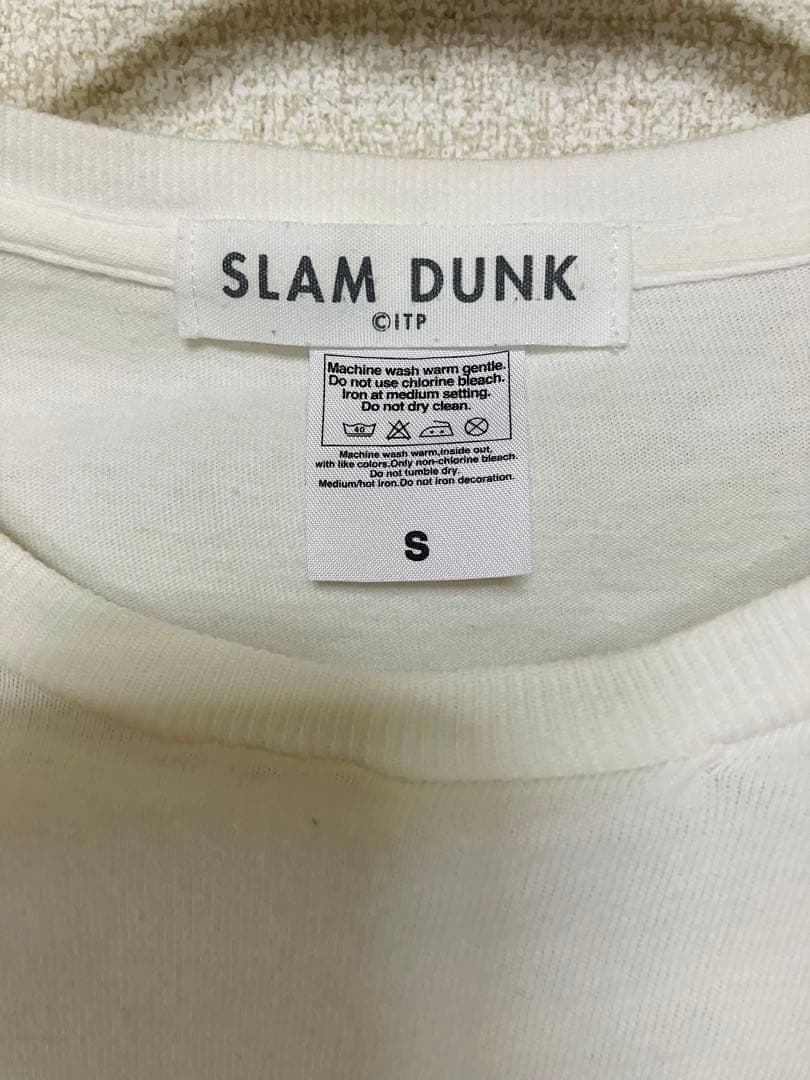 SLAM DUNK
©ITP
Machine wash warm gentle.
Do not use chlorine bleach.
Iron at medium setting.
Do not dry clean.
40
Machine wash warm,inside out,
with like colors.Only non-chlorine bleach.
Do not tumble dry.
Medium/hot iron.Do not iron decoration.
S